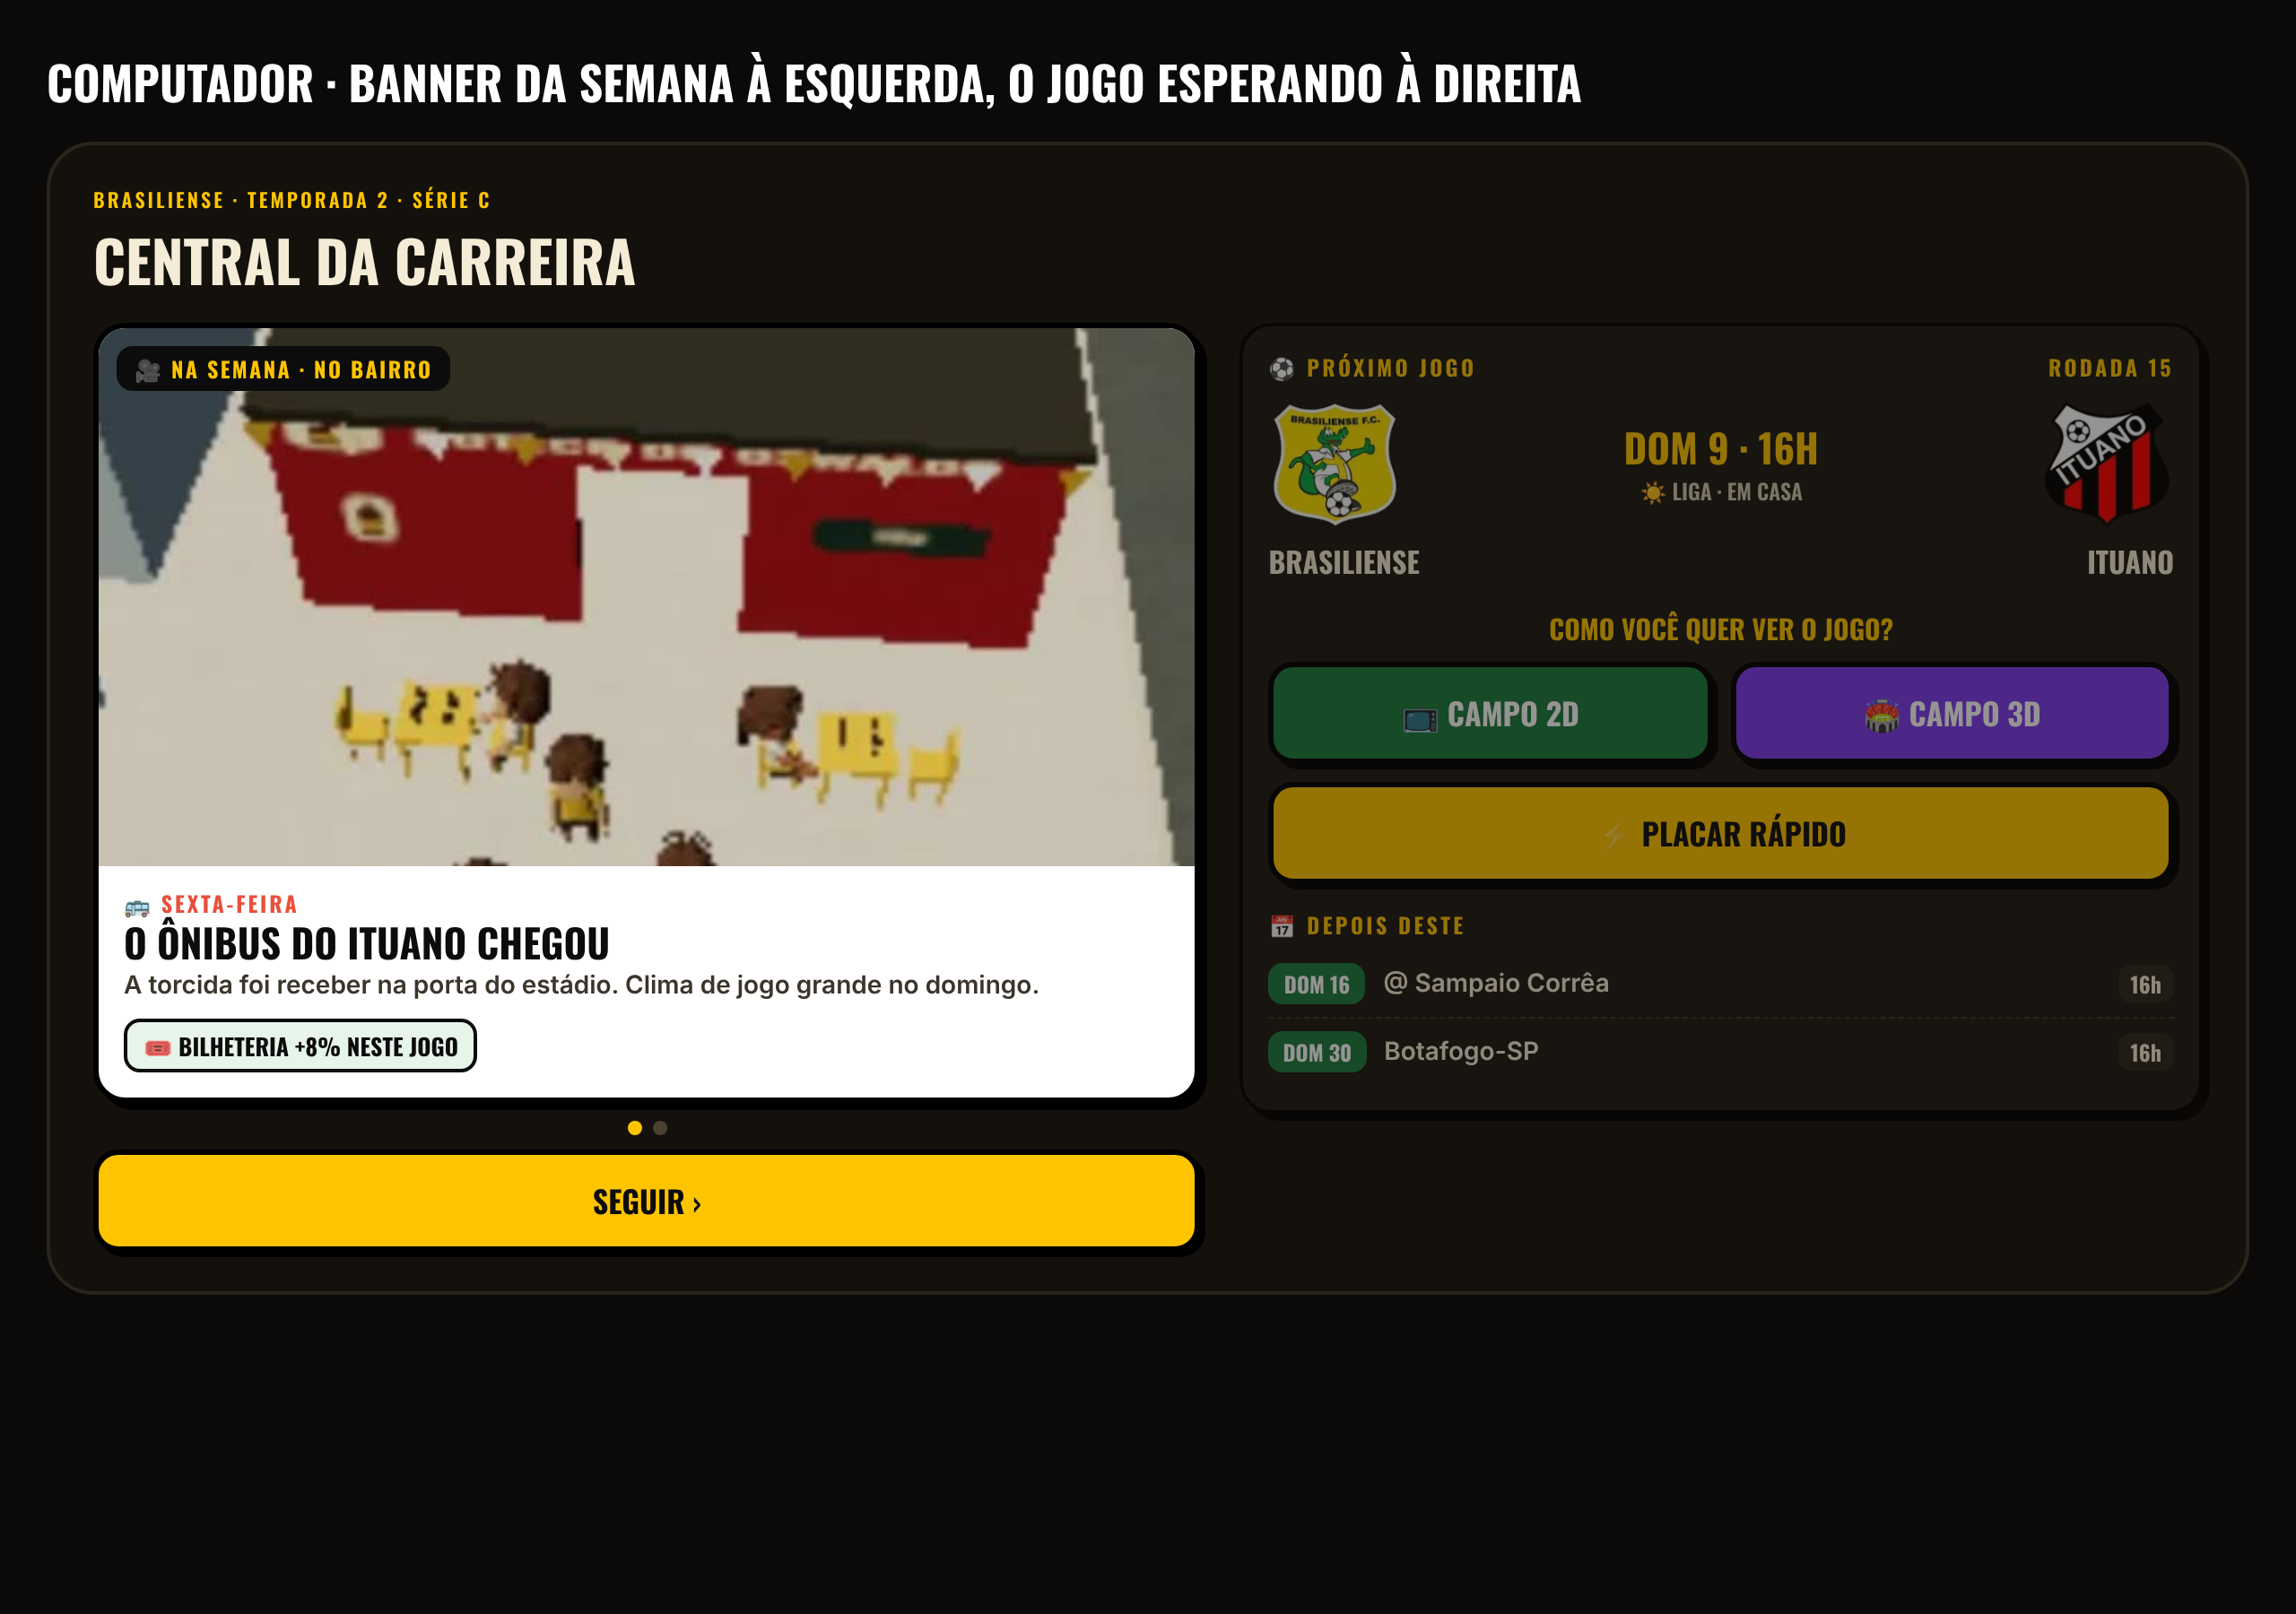 COMPUTADOR · BANNER DA SEMANA À ESQUERDA, O JOGO ESPERANDO À DIREITA
BRASILIENSE · TEMPORADA 2 · SÉRIE C
CENTRAL DA CARREIRA
NA SEMANA · NO BAIRRO
SEXTA-FEIRA
O ÔNIBUS DO ITUANO CHEGOU
A torcida foi receber na porta do estádio. Clima de jogo grande no domingo.
BILHETERIA +8% NESTE JOGO
SEGUIR ›
PRÓXIMO JOGO
RODADA 15
BRASILIENSE F.C.
DOM 9 · 16H
LIGA · EM CASA
ITUANO
BRASILIENSE
ITUANO
COMO VOCÊ QUER VER O JOGO?
CAMPO 2D
CAMPO 3D
PLACAR RÁPIDO
DEPOIS DESTE
DOM 16 @ Sampaio Corrêa 16h
DOM 30 Botafogo-SP 16h